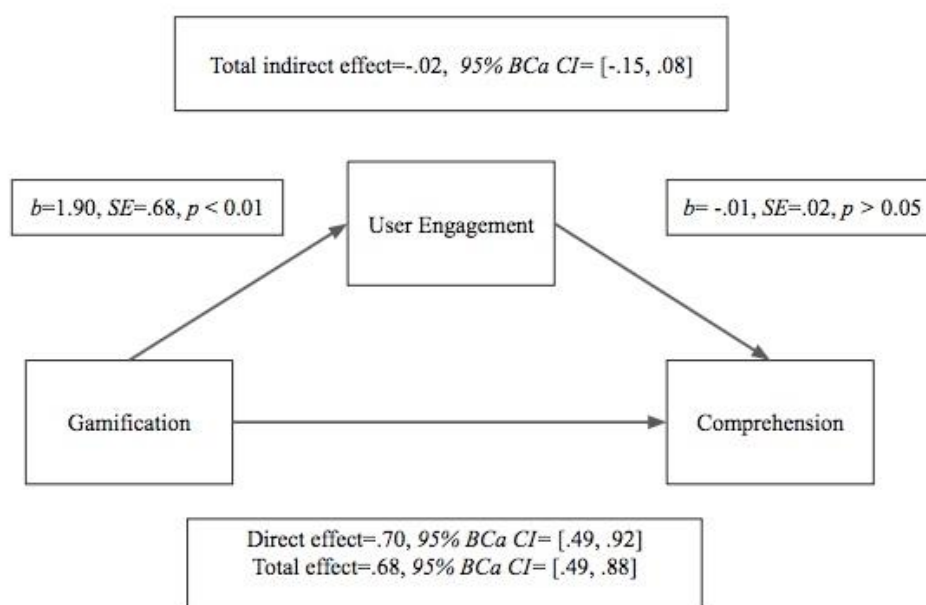 Total indirect effect=-.02, 95% BCa CI= [-.15, .08]
b=1.90, SE=.68, p < 0.01
User Engagement
b= -.01, SE=.02, p > 0.05
Gamification
Comprehension
Direct effect=.70, 95% BCa CI= [.49, .92]
Total effect=.68, 95% BCa CI= [.49, .88]